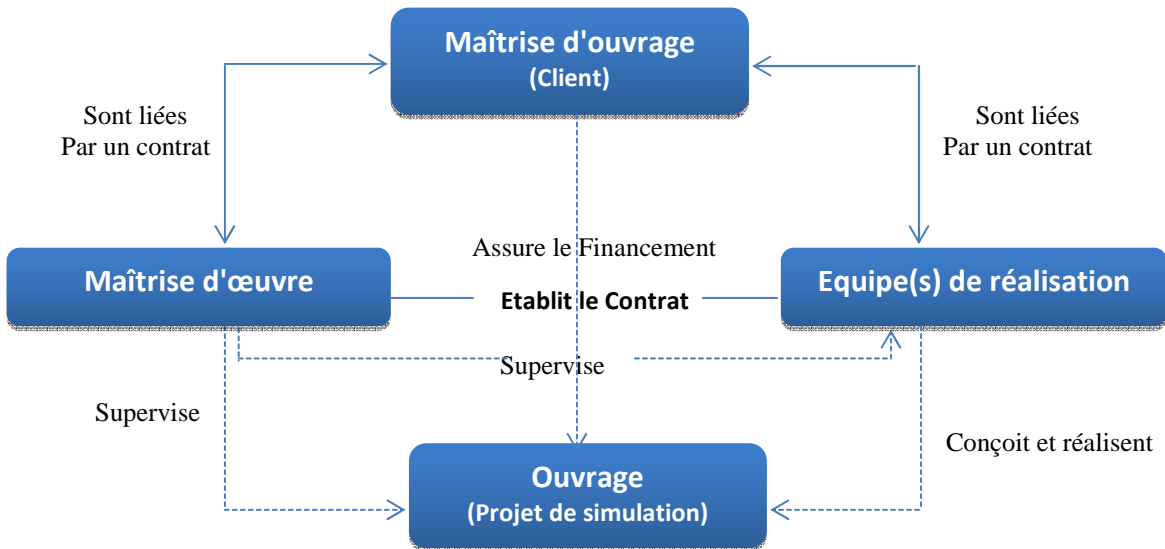 Maîtrise d'ouvrage
(Client)
Sont liées
Par un contrat
Sont liées
Par un contrat
Assure le Financement
Maîtrise d'œuvre
Etablit le Contrat
Equipe(s) de réalisation
Supervise
Supervise
Conçoit et réalisent
Ouvrage
(Projet de simulation)